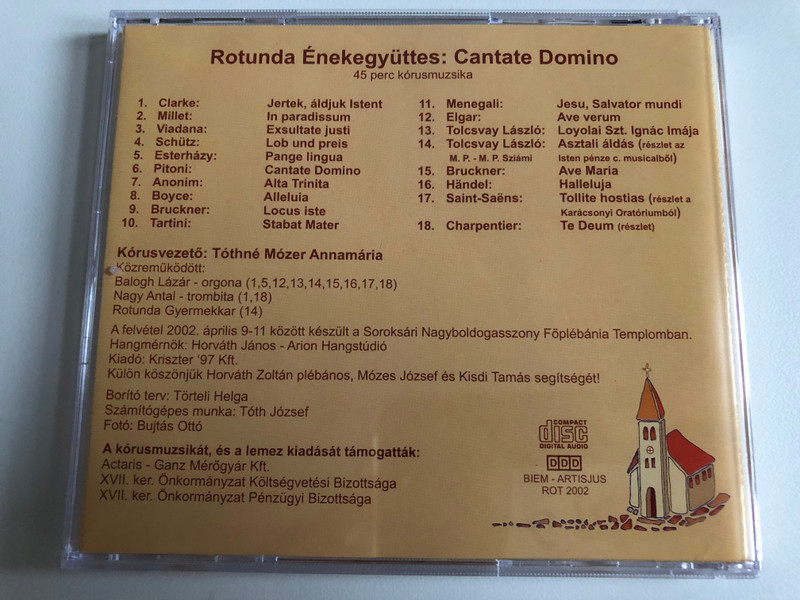 Rotunda Énekegyüttes: Cantate Domino
45 perc kórusmuzsika
1. Clarke: Jertek, áldjuk Istent
2. Millet: In paradissum
3. Viadana: Exsultate justi
4. Schütz: Lob und preis
5. Esterházy: Pange lingua
6. Pitoni: Cantate Domino
7. Anonim: Alta Trinita
8. Boyce: Alleluia
9. Bruckner: Locus iste
10. Tartini: Stabat Mater
11. Menegali: Jesu, Salvator mundi
12. Elgar: Ave verum
13. Tolcsvay László: Loyolai Szt. Ignác Imája
14. Tolcsvay László: Asztali áldás (részlet az
M. P. - M. P. Sziámi Isten pénze c. musicalből)
15. Bruckner: Ave Maria
16. Händel: Halleluja
17. Saint-Saëns: Tollite hostias (részlet a
Karácsonyi Oratóriumból)
18. Charpentier: Te Deum (részlet)
Kórusvezető: Tóthné Mózer Annamária
Közreműködött:
Balogh Lázár - orgona (1,5,12,13,14,15,16,17,18)
Nagy Antal - trombita (1,18)
Rotunda Gyermekkar (14)
A felvétel 2002. április 9-11 között készült a Soroksári Nagyboldogasszony Főplébánia Templomban.
Hangmérnök: Horváth János - Arion Hangstúdió
Kiadó: Kriszter '97 Kft.
Külön köszönjük Horváth Zoltán plébános, Mózes József és Kisdi Tamás segítségét!
Borító terv: Törteli Helga
Számítógépes munka: Tóth József
Fotó: Bujtás Ottó
A kórusmuzsikát, és a lemez kiadását támogatták:
Actaris - Ganz Mérőgyár Kft.
XVII. ker. Önkormányzat Költségvetési Bizottsága
XVII. ker. Önkormányzat Pénzügyi Bizottsága
COMPACT
disc
DIGITAL AUDIO
DDD
BIEM - ARTISJUS
ROT 2002